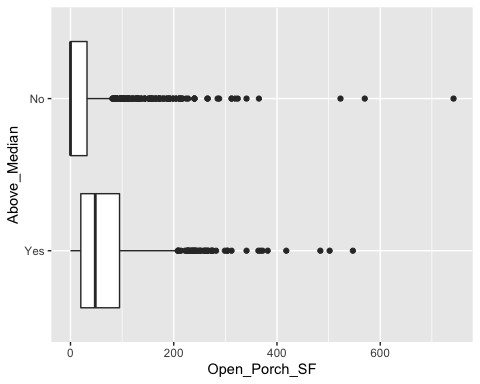 Above_Median
No
Yes
0 200 400 600
Open_Porch_SF